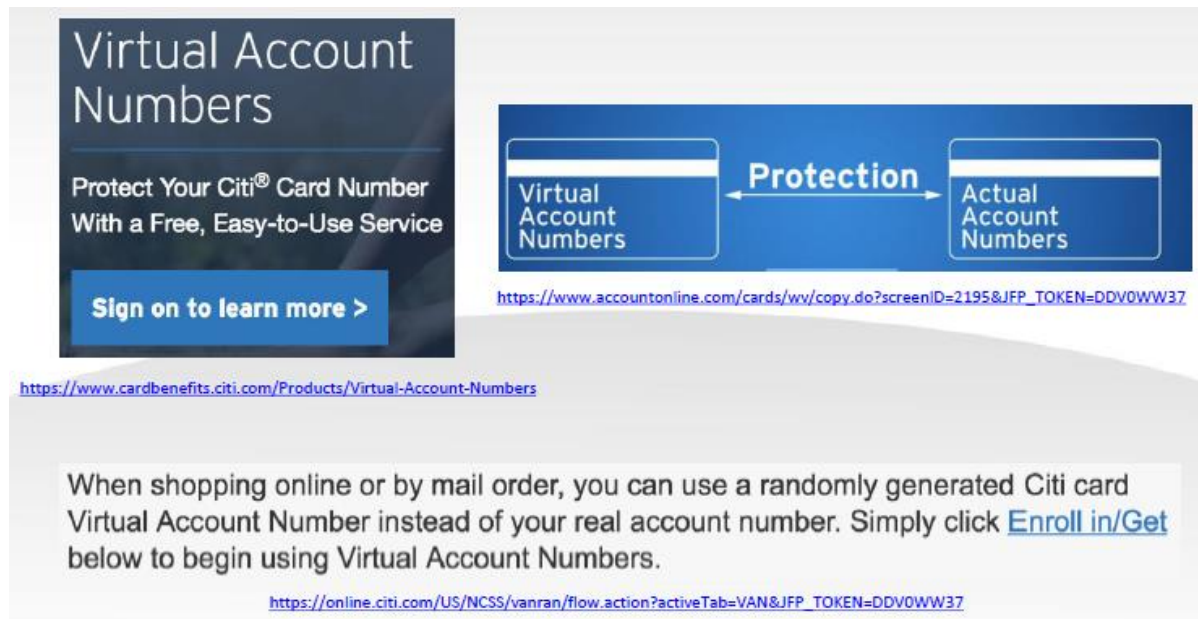 Virtual Account
Numbers
Protect Your Citi® Card Number
With a Free, Easy-to-Use Service
Sign on to learn more >
https://www.cardbenefits.citi.com/Products/Virtual-Account-Numbers
Virtual
Account
Numbers
Protection
Actual
Account
Numbers
https://www.accountonline.com/cards/wv/copy.do?screenID=2195&JFP_TOKEN=DDV0WW37
When shopping online or by mail order, you can use a randomly generated Citi card
Virtual Account Number instead of your real account number. Simply click Enroll in/Get
below to begin using Virtual Account Numbers.
https://online.citi.com/US/NCSS/vanran/flow.action?activeTab=VAN&JFP_TOKEN=DDV0WW37